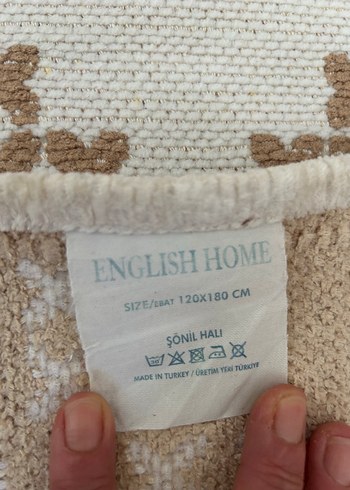 ENGLISH HOME
SIZE/EBAT 120X180 CM
ŞÖNİL HALI
MADE IN TURKEY / ÜRETİM YERİ TÜRKİYE